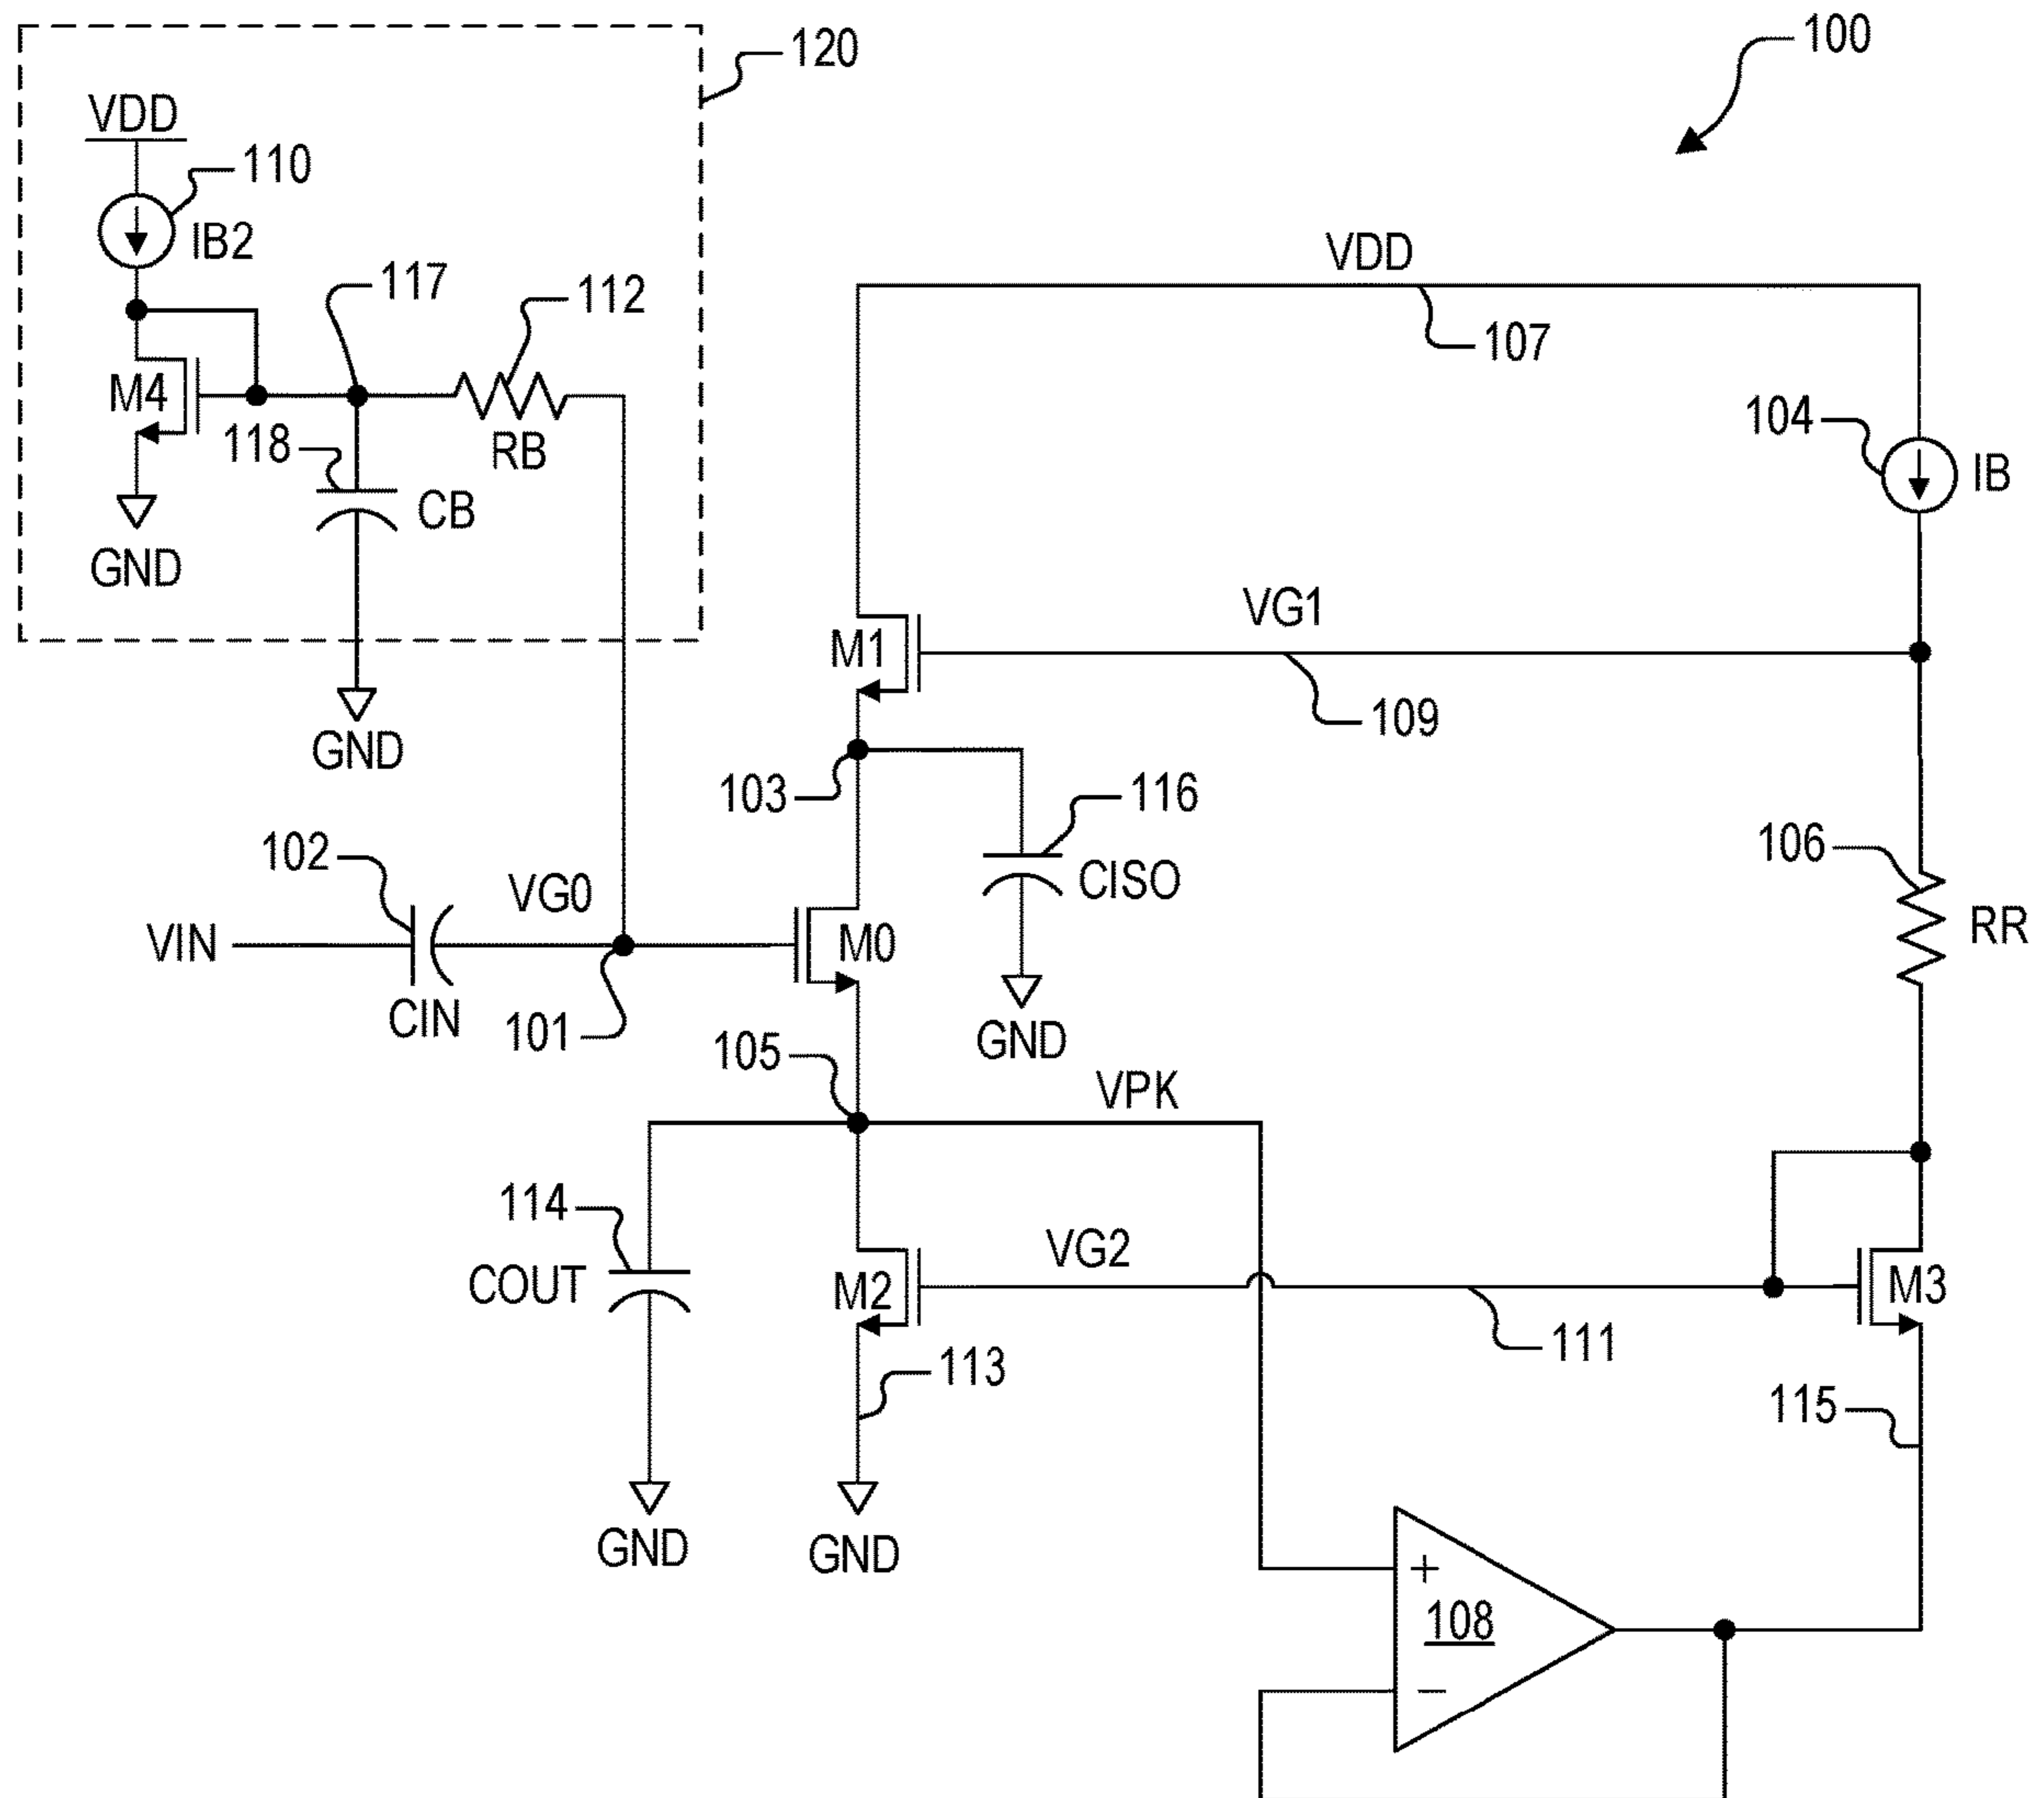 100
120
VDD
110
IB2
117
112
M4
118
RB
CB
GND
GND
VDD
107
104
IB
VG1
M1
109
103
116
CISO
106
RR
102
VG0
VIN
M0
CIN
101
GND
105
VPK
114
COUT
VG2
M2
M3
111
113
115
GND
GND
+
108
−